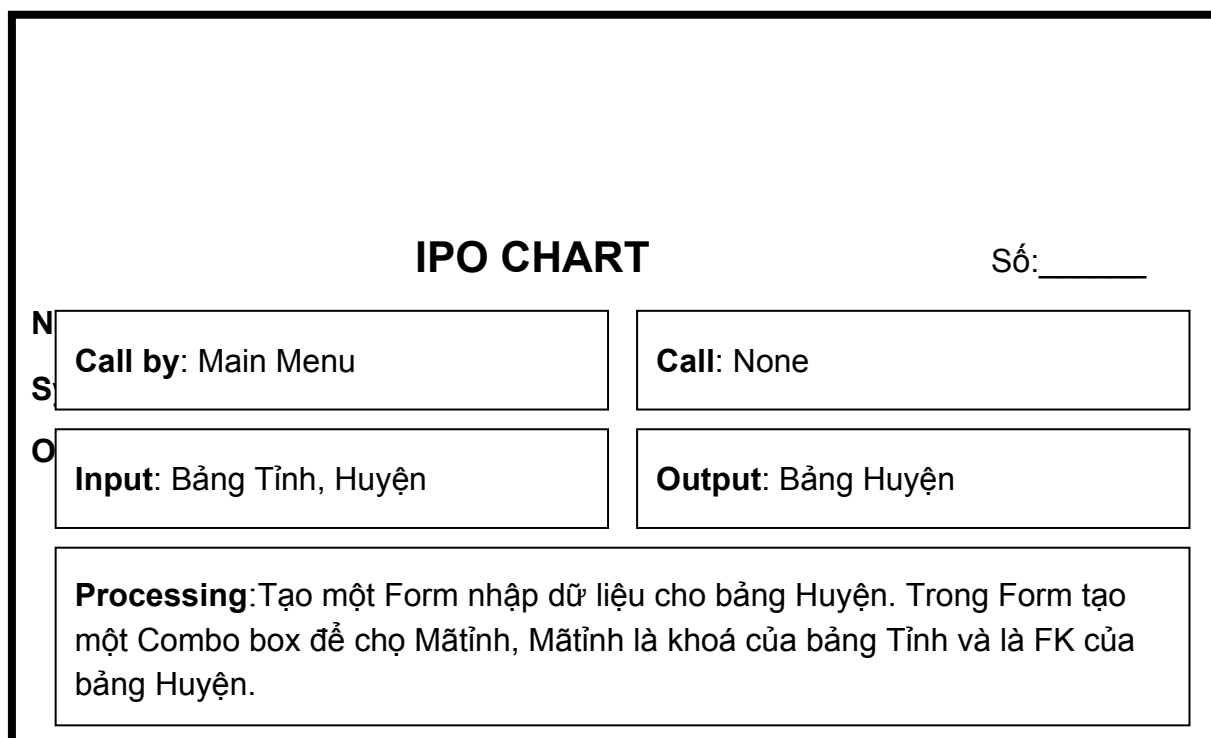 IPO CHART Số:______
N
Call by: Main Menu Call: None
S
O
Input: Bảng Tỉnh, Huyện Output: Bảng Huyện
Processing:Tạo một Form nhập dữ liệu cho bảng Huyện. Trong Form tạo
một Combo box để chọ Mãtỉnh, Mãtỉnh là khoá của bảng Tỉnh và là FK của
bảng Huyện.